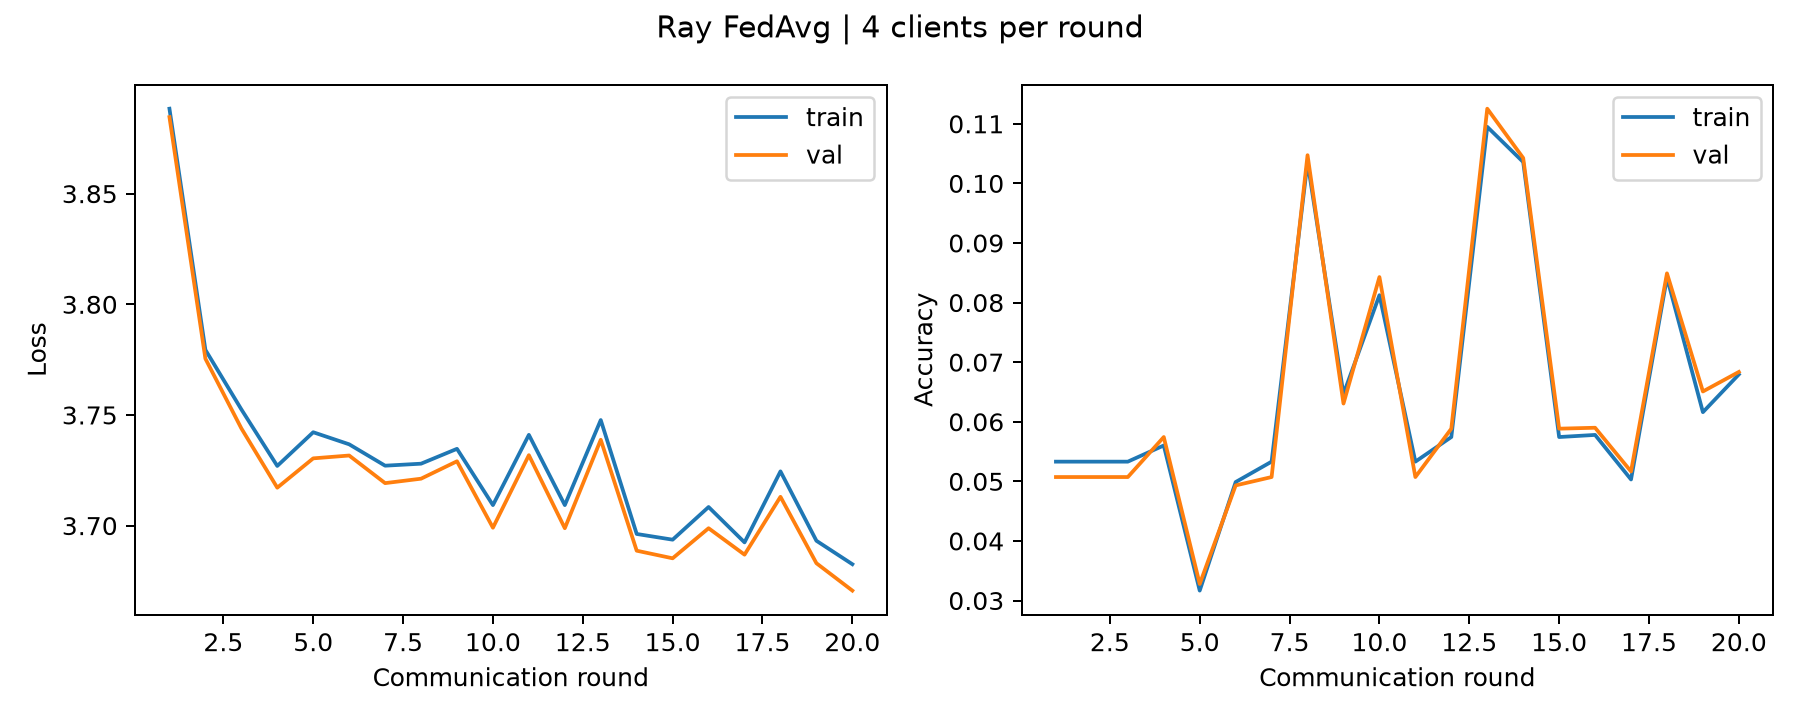 Ray FedAvg | 4 clients per round
train
val
3.85
3.80
3.75
3.70
Loss
2.5 5.0 7.5 10.0 12.5 15.0 17.5 20.0
Communication round
train
val
0.11
0.10
0.09
0.08
0.07
0.06
0.05
0.04
0.03
Accuracy
2.5 5.0 7.5 10.0 12.5 15.0 17.5 20.0
Communication round